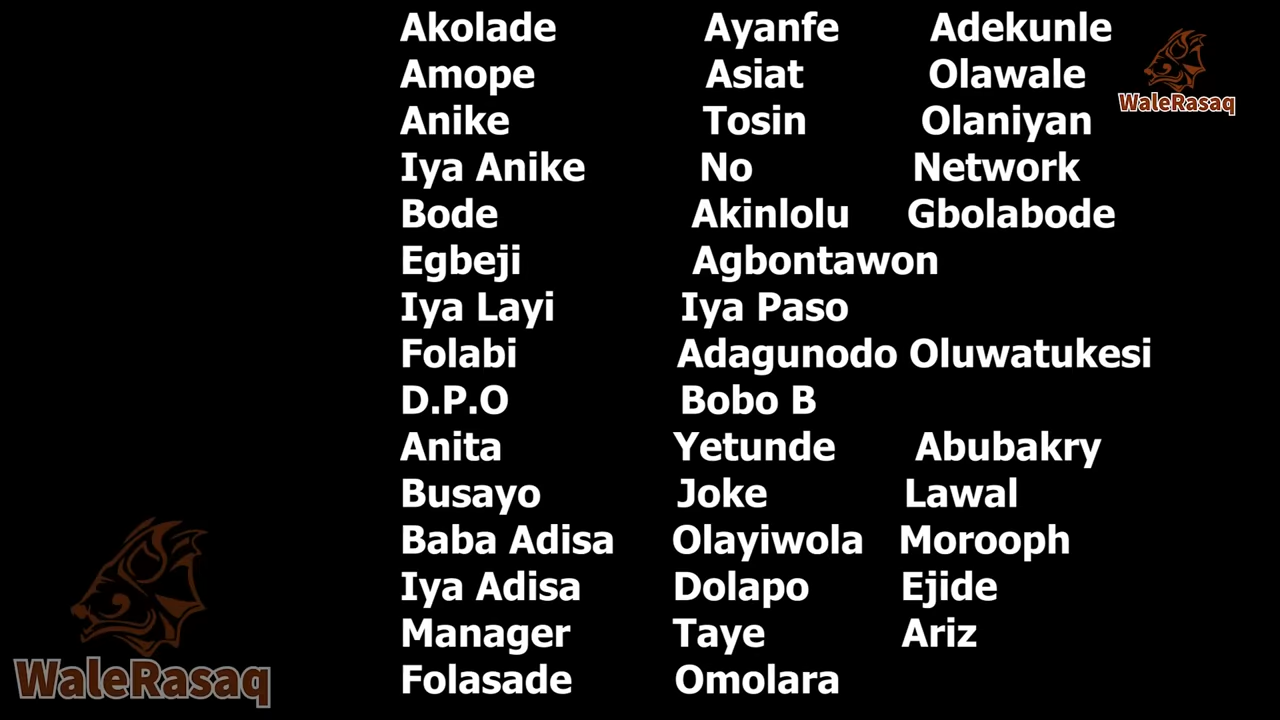 Akolade Ayanfe Adekunle
Amope Asiat Olawale
Anike Tosin Olaniyan
Iya Anike No Network
Bode Akinlolu Gbolabode
Egbeji Agbontawon
Iya Layi Iya Paso
Folabi Adagunodo Oluwatukesi
D.P.O Bobo B
Anita Yetunde Abubakry
Busayo Joke Lawal
Baba Adisa Olayiwola Morooph
Iya Adisa Dolapo Ejide
Manager Taye Ariz
Folasade Omolara
WaleRasaq
WaleRasaq